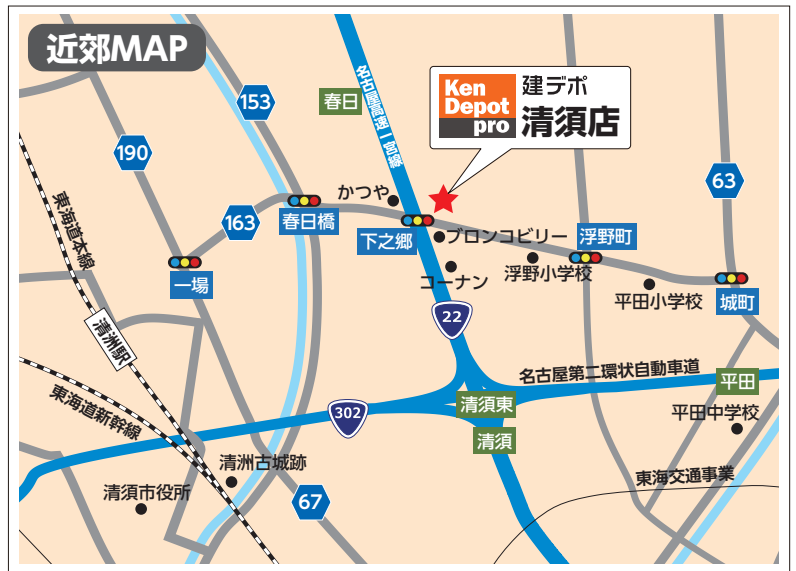 近郊MAP
153
春日
名古屋高速一宮線
Ken
Depot
pro
建デポ
清須店
190
63
東海道本線
163
春日橋
かつや
下之郷
ブロンコビリー
浮野町
一場
コーナン
浮野小学校
平田小学校
城町
22
清洲駅
名古屋第二環状自動車道
平田
東海道新幹線
302
清須東
清須
平田中学校
清洲古城跡
東海交通事業
清須市役所
67